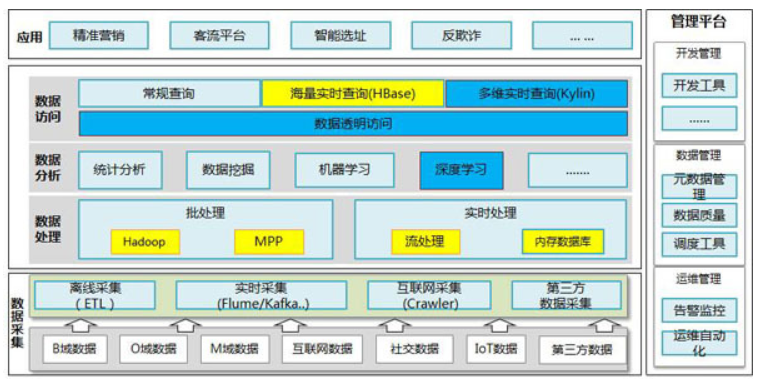 应用
精准营销
客流平台
智能选址
反欺诈
... ...
数据
访问
常规查询
海量实时查询(HBase)
多维实时查询(Kylin)
数据透明访问
数据
分析
统计分析
数据挖掘
机器学习
深度学习
.......
数据
处理
批处理
Hadoop
MPP
实时处理
流处理
内存数据库
数据采集
离线采集
( ETL )
实时采集
(Flume/Kafka..)
互联网采集
(Crawler)
第三方
数据采集
B域数据
O域数据
M域数据
互联网数据
社交数据
IoT数据
第三方数据
管理平台
开发管理
开发工具
......
数据管理
元数据管
理
数据质量
调度工具
运维管理
告警监控
运维自动
化